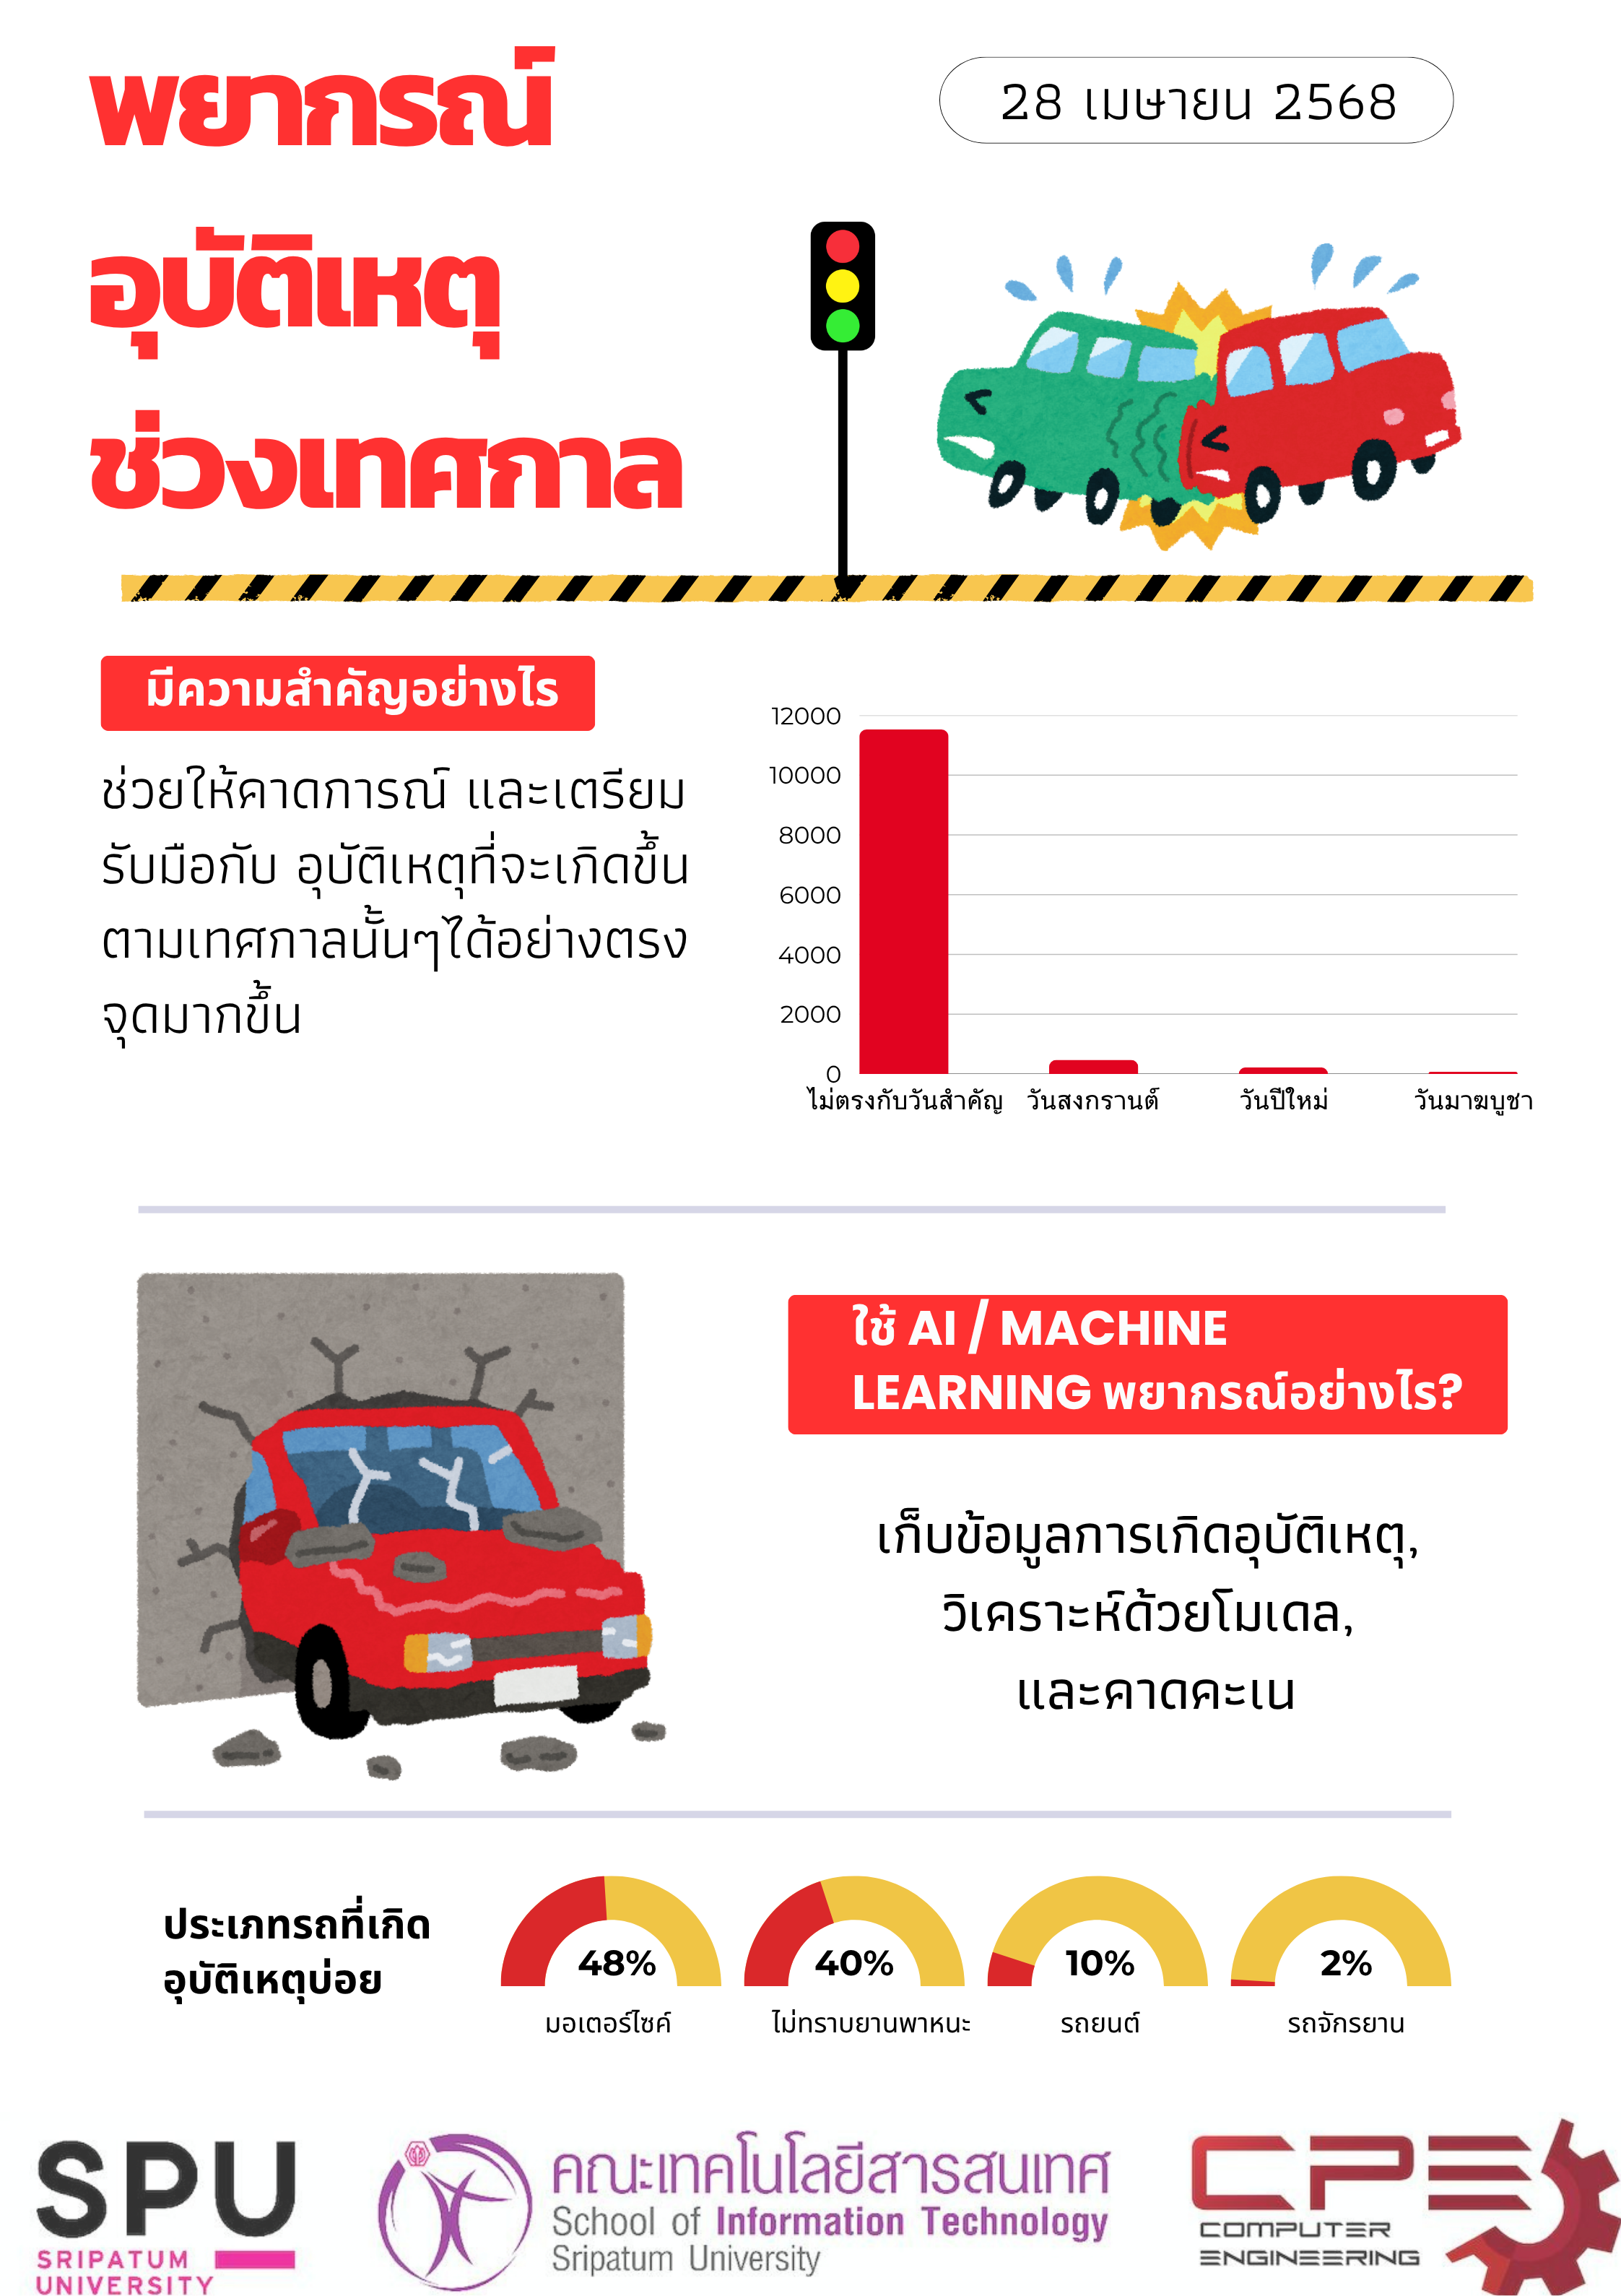 พยากรณ์
28 เมษายน 2568
อุบัติเหตุ
ช่วงเทศกาล
มีความสำคัญอย่างไร
ช่วยให้คาดการณ์ และเตรียม
รับมือกับ อุบัติเหตุที่จะเกิดขึ้น
ตามเทศกาลนั้นๆได้อย่างตรง
จุดมากขึ้น
12000
10000
8000
6000
4000
2000
0
ไม่ตรงกับวันสำคัญ วันสงกรานต์ วันปีใหม่ วันมาฆบูชา
ใช้ AI / MACHINE
LEARNING พยากรณ์อย่างไร?
เก็บข้อมูลการเกิดอุบัติเหตุ,
วิเคราะห์ด้วยโมเดล,
และคาดคะเน
ประเภทรถที่เกิด
อุบัติเหตุบ่อย
48% 40% 10% 2%
มอเตอร์ไซค์ ไม่ทราบยานพาหนะ รถยนต์ รถจักรยาน
SPU
SRIPATUM
UNIVERSITY
คณะเทคโนโลยีสารสนเทศ
School of Information Technology
Sripatum University
CPE
COMPUTER
ENGINEERING